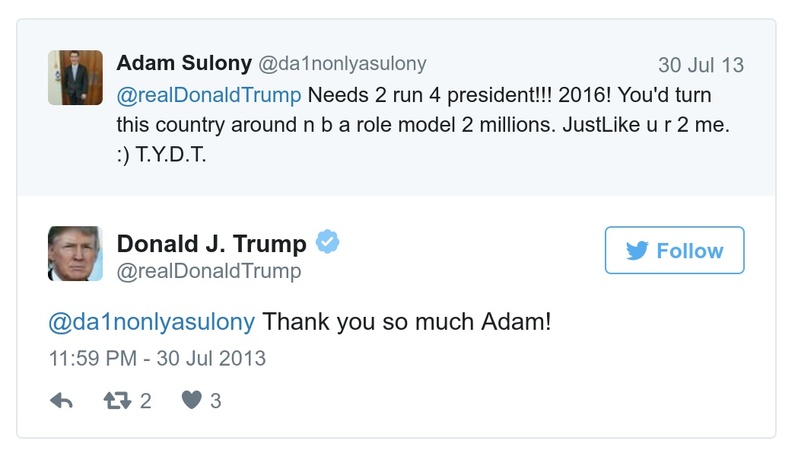 Adam Sulony @da1nonlyasulony 30 Jul 13
@realDonaldTrump Needs 2 run 4 president!!! 2016! You'd turn
this country around n b a role model 2 millions. JustLike u r 2 me.
:) T.Y.D.T.
Donald J. Trump
@realDonaldTrump
Follow
@da1nonlyasulony Thank you so much Adam!
11:59 PM - 30 Jul 2013
2 3